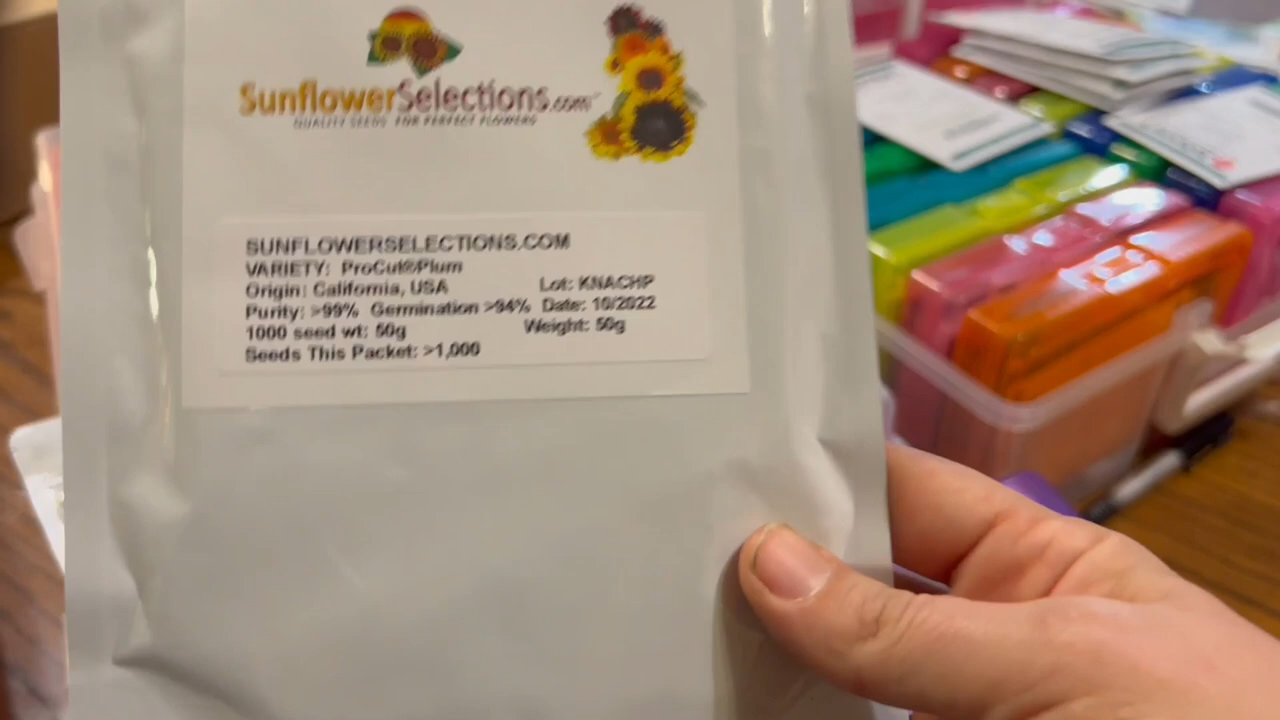 SunflowerSelections.com
QUALITY SEEDS FOR PERFECT FLOWERS
SUNFLOWERSELECTIONS.COM
VARIETY: ProCut®Plum
Origin: California, USA Lot: KNACHP
Purity: >99% Germination >94% Date: 10/2022
1000 seed wt: 50g Weight: 50g
Seeds This Packet: >1,000